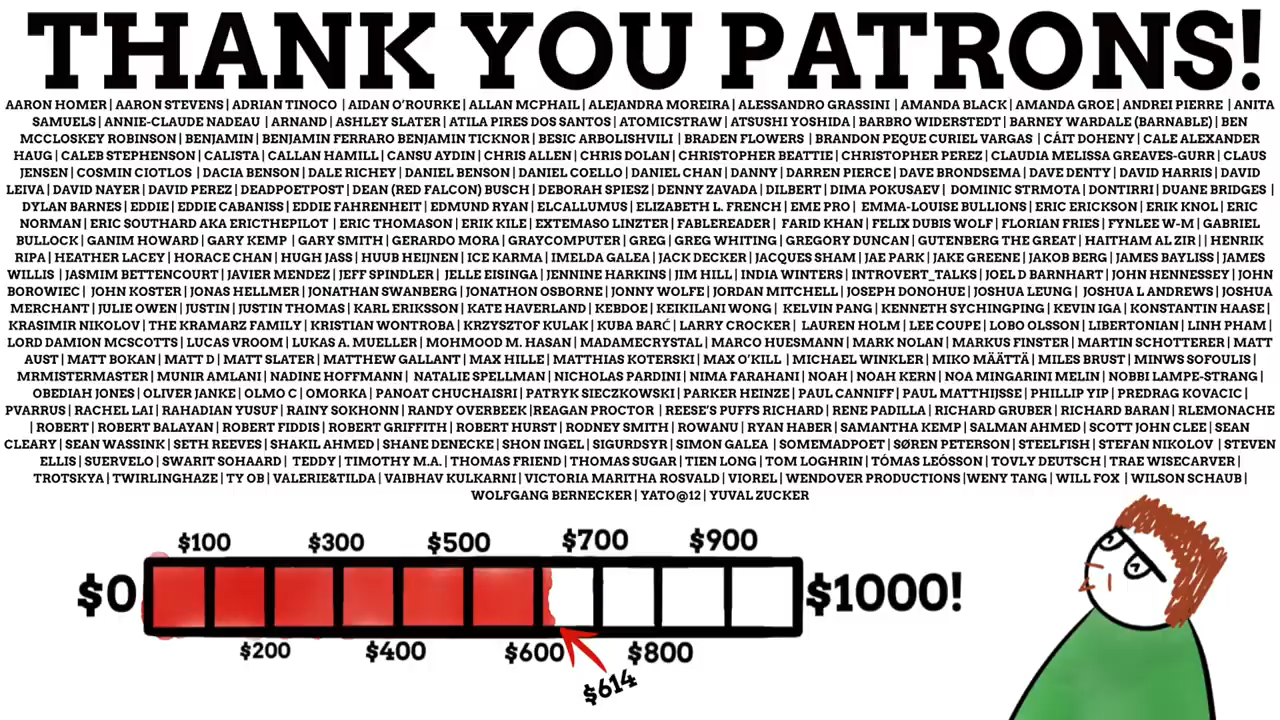 THANK YOU PATRONS!
AARON HOMER | AARON STEVENS | ADRIAN TINOCO | AIDAN O'ROURKE | ALLAN MCPHAIL | ALEJANDRA MOREIRA | ALESSANDRO GRASSINI | AMANDA BLACK | AMANDA GROE | ANDREI PIERRE | ANITA
SAMUELS | ANNIE-CLAUDE NADEAU | ARNAND | ASHLEY SLATER | ATILA PIRES DOS SANTOS | ATOMICSTRAW | ATSUSHI YOSHIDA | BARBRO WIDERSTEDT | BARNEY WARDALE (BARNABLE) | BEN
MCCLOSKEY ROBINSON | BENJAMIN | BENJAMIN FERRARO BENJAMIN TICKNOR | BESIC ARBOLISHVILI | BRADEN FLOWERS | BRANDON PEQUE CURIEL VARGAS | CÁIT DOHENY | CALE ALEXANDER
HAUG | CALEB STEPHENSON | CALISTA | CALLAN HAMILL | CANSU AYDIN | CHRIS ALLEN | CHRIS DOLAN | CHRISTOPHER BEATTIE | CHRISTOPHER PEREZ | CLAUDIA MELISSA GREAVES-GURR | CLAUS
JENSEN | COSMIN CIOTLOS | DACIA BENSON | DALE RICHEY | DANIEL BENSON | DANIEL COELLO | DANIEL CHAN | DANNY | DARREN PIERCE | DAVE BRONDSEMA | DAVE DENTY | DAVID HARRIS | DAVID
LEIVA | DAVID NAYER | DAVID PEREZ | DEADPOETPOST | DEAN (RED FALCON) BUSCH | DEBORAH SPIESZ | DENNY ZAVADA | DILBERT | DIMA POKUSAEV | DOMINIC STRMOTA | DONTIRRI | DUANE BRIDGES |
DYLAN BARNES | EDDIE | EDDIE CABANISS | EDDIE FAHRENHEIT | EDMUND RYAN | ELCALLUMUS | ELIZABETH L. FRENCH | EME PRO | EMMA-LOUISE BULLIONS | ERIC ERICKSON | ERIK KNOL | ERIC
NORMAN | ERIC SOUTHARD AKA ERICTHEPILOT | ERIC THOMASON | ERIK KILE | EXTEMASO LINZTER | FABLEREADER | FARID KHAN | FELIX DUBIS WOLF | FLORIAN FRIES | FYNLEE W-M | GABRIEL
BULLOCK | GANIM HOWARD | GARY KEMP | GARY SMITH | GERARDO MORA | GRAYCOMPUTER | GREG | GREG WHITING | GREGORY DUNCAN | GUTENBERG THE GREAT | HAITHAM AL ZIR | | HENRIK
RIPA | HEATHER LACEY | HORACE CHAN | HUGH JASS | HUUB HEIJNEN | ICE KARMA | IMELDA GALEA | JACK DECKER | JACQUES SHAM | JAE PARK | JAKE GREENE | JAKOB BERG | JAMES BAYLISS | JAMES
WILLIS | JASMIM BETTENCOURT | JAVIER MENDEZ | JEFF SPINDLER | JELLE EISINGA | JENNINE HARKINS | JIM HILL | INDIA WINTERS | INTROVERT_TALKS | JOEL D BARNHART | JOHN HENNESSEY | JOHN
BOROWIEC | JOHN KOSTER | JONAS HELLMER | JONATHAN SWANBERG | JONATHON OSBORNE | JONNY WOLFE | JORDAN MITCHELL | JOSEPH DONOHUE | JOSHUA LEUNG | JOSHUA L ANDREWS | JOSHUA
MERCHANT | JULIE OWEN | JUSTIN | JUSTIN THOMAS | KARL ERIKSSON | KATE HAVERLAND | KEBDOE | KEIKILANI WONG | KELVIN PANG | KENNETH SYCHINGPING | KEVIN IGA | KONSTANTIN HAASE |
KRASIMIR NIKOLOV | THE KRAMARZ FAMILY | KRISTIAN WONTROBA | KRZYSZTOF KULAK | KUBA BARĆ | LARRY CROCKER | LAUREN HOLM | LEE COUPE | LOBO OLSSON | LIBERTONIAN | LINH PHAM |
LORD DAMION MCSCOTTS | LUCAS VROOM | LUKAS A. MUELLER | MOHMOOD M. HASAN | MADAMECRYSTAL | MARCO HUESMANN | MARK NOLAN | MARKUS FINSTER | MARTIN SCHOTTERER | MATT
AUST | MATT BOKAN | MATT D | MATT SLATER | MATTHEW GALLANT | MAX HILLE | MATTHIAS KOTERSKI | MAX O'KILL | MICHAEL WINKLER | MIKO MÄÄTTÄ | MILES BRUST | MINWS SOFOULIS |
MRMISTERMASTER | MUNIR AMLANI | NADINE HOFFMANN | NATALIE SPELLMAN | NICHOLAS PARDINI | NIMA FARAHANI | NOAH | NOAH KERN | NOA MINGARINI MELIN | NOBBI LAMPE-STRANG |
OBEDIAH JONES | OLIVER JANKE | OLMO C | OMORKA | PANOAT CHUCHAISRI | PATRYK SIECZKOWSKI | PARKER HEINZE | PAUL CANNIFF | PAUL MATTHIJSSE | PHILLIP YIP | PREDRAG KOVACIC |
PVARRUS | RACHEL LAI | RAHADIAN YUSUF | RAINY SOKHONN | RANDY OVERBEEK |REAGAN PROCTOR | REESE'S PUFFS RICHARD | RENE PADILLA | RICHARD GRUBER | RICHARD BARAN | RLEMONACHE
| ROBERT | ROBERT BALAYAN | ROBERT FIDDIS | ROBERT GRIFFITH | ROBERT HURST | RODNEY SMITH | ROWANU | RYAN HABER | SAMANTHA KEMP | SALMAN AHMED | SCOTT JOHN CLEE | SEAN
CLEARY | SEAN WASSINK | SETH REEVES | SHAKIL AHMED | SHANE DENECKE | SHON INGEL | SIGURDSYR | SIMON GALEA | SOMEMADPOET | SØREN PETERSON | STEELFISH | STEFAN NIKOLOV | STEVEN
ELLIS | SUERVELO | SWARIT SOHAARD | TEDDY | TIMOTHY M.A. | THOMAS FRIEND | THOMAS SUGAR | TIEN LONG | TOM LOGHRIN | TÓMAS LEÓSSON | TOVLY DEUTSCH | TRAE WISECARVER |
TROTSKYA | TWIRLINGHAZE | TY OB | VALERIE&TILDA | VAIBHAV KULKARNI | VICTORIA MARITHA ROSVALD | VIOREL | WENDOVER PRODUCTIONS |WENY TANG | WILL FOX | WILSON SCHAUB |
WOLFGANG BERNECKER | YATO@12 | YUVAL ZUCKER
$100 $300 $500 $700 $900
$0 $1000!
$200 $400 $600 $800
$614